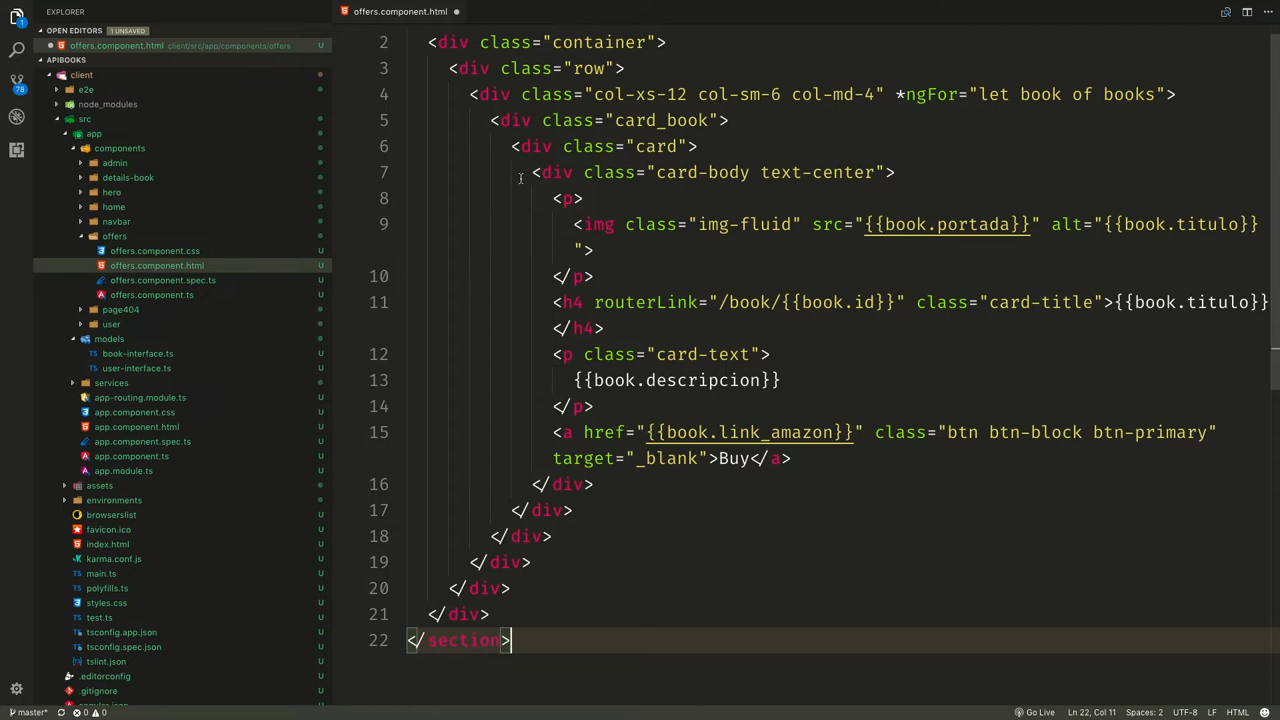 EXPLORER
OPEN EDITORS 1 UNSAVED
offers.component.html client/src/app/components/offers U
APIBOOKS
client
e2e
node_modules
src
app
components
admin
details-book
hero
home
navbar
offers
offers.component.css U
offers.component.html U
offers.component.spec.ts U
offers.component.ts U
page404
user
models
TS book-interface.ts U
TS user-interface.ts U
services
app-routing.module.ts U
app.component.css U
app.component.html U
app.component.spec.ts U
app.component.ts U
app.module.ts U
assets
environments
browserslist U
favicon.ico U
index.html U
karma.conf.js U
TS main.ts U
TS polyfills.ts U
styles.css U
TS test.ts U
tsconfig.app.json U
tsconfig.spec.json U
tslint.json U
.editorconfig U
.gitignore U
78
1
offers.component.html
2 <div class="container">
3 <div class="row">
4 <div class="col-xs-12 col-sm-6 col-md-4" *ngFor="let book of books">
5 <div class="card_book">
6 <div class="card">
7 <div class="card-body text-center">
8 <p>
9 <img class="img-fluid" src="{{book.portada}}" alt="{{book.titulo}}
">
10 </p>
11 <h4 routerLink="/book/{{book.id}}" class="card-title">{{book.titulo}}
</h4>
12 <p class="card-text">
13 {{book.descripcion}}
14 </p>
15 <a href="{{book.link_amazon}}" class="btn btn-block btn-primary"
target="_blank">Buy</a>
16 </div>
17 </div>
18 </div>
19 </div>
20 </div>
21 </div>
22 </section>
master* 0 0 Go Live Ln 22, Col 11 Spaces: 2 UTF-8 LF HTML